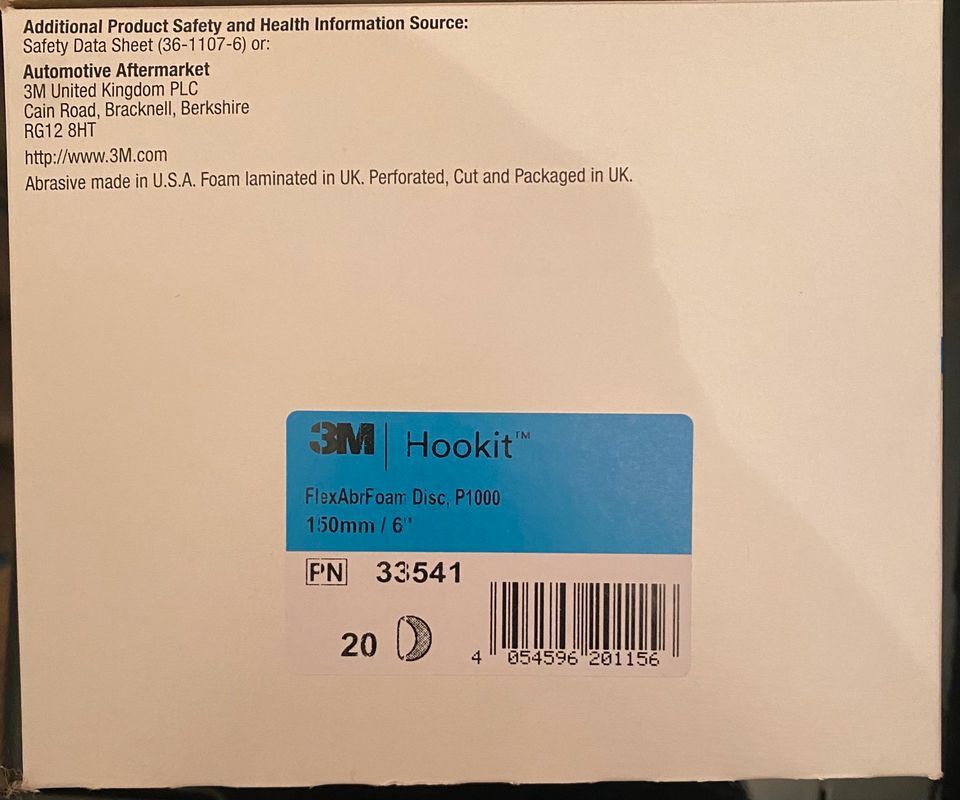 Additional Product Safety and Health Information Source:
Safety Data Sheet (36-1107-6) or:
Automotive Aftermarket
3M United Kingdom PLC
Cain Road, Bracknell, Berkshire
RG12 8HT
http://www.3M.com
Abrasive made in U.S.A. Foam laminated in UK. Perforated, Cut and Packaged in UK.
3M | Hookit™
FlexAbrFoam Disc, P1000
150mm / 6"
PN 33541
20
4 054596 201156